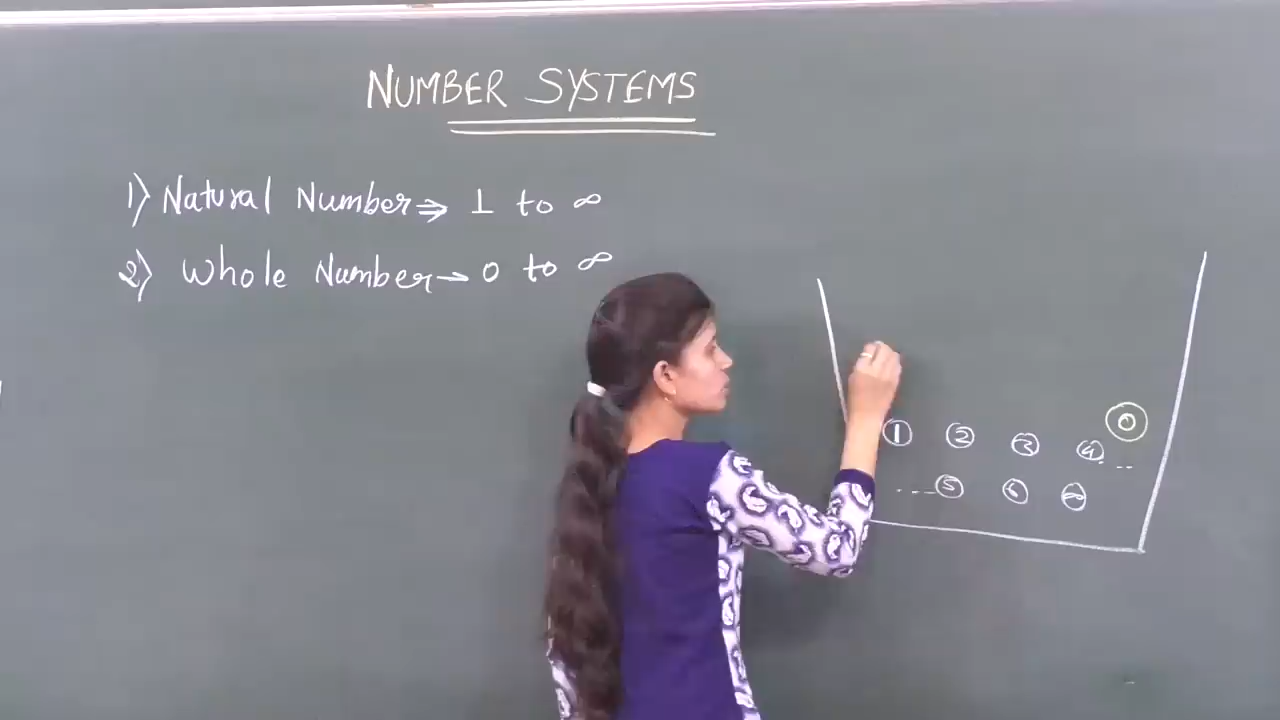 NUMBER SYSTEMS
1) Natural Number ⇒ 1 to ∞
2) Whole Number → 0 to ∞
0
1 2 3 4 ...
.... 5 6 ∞